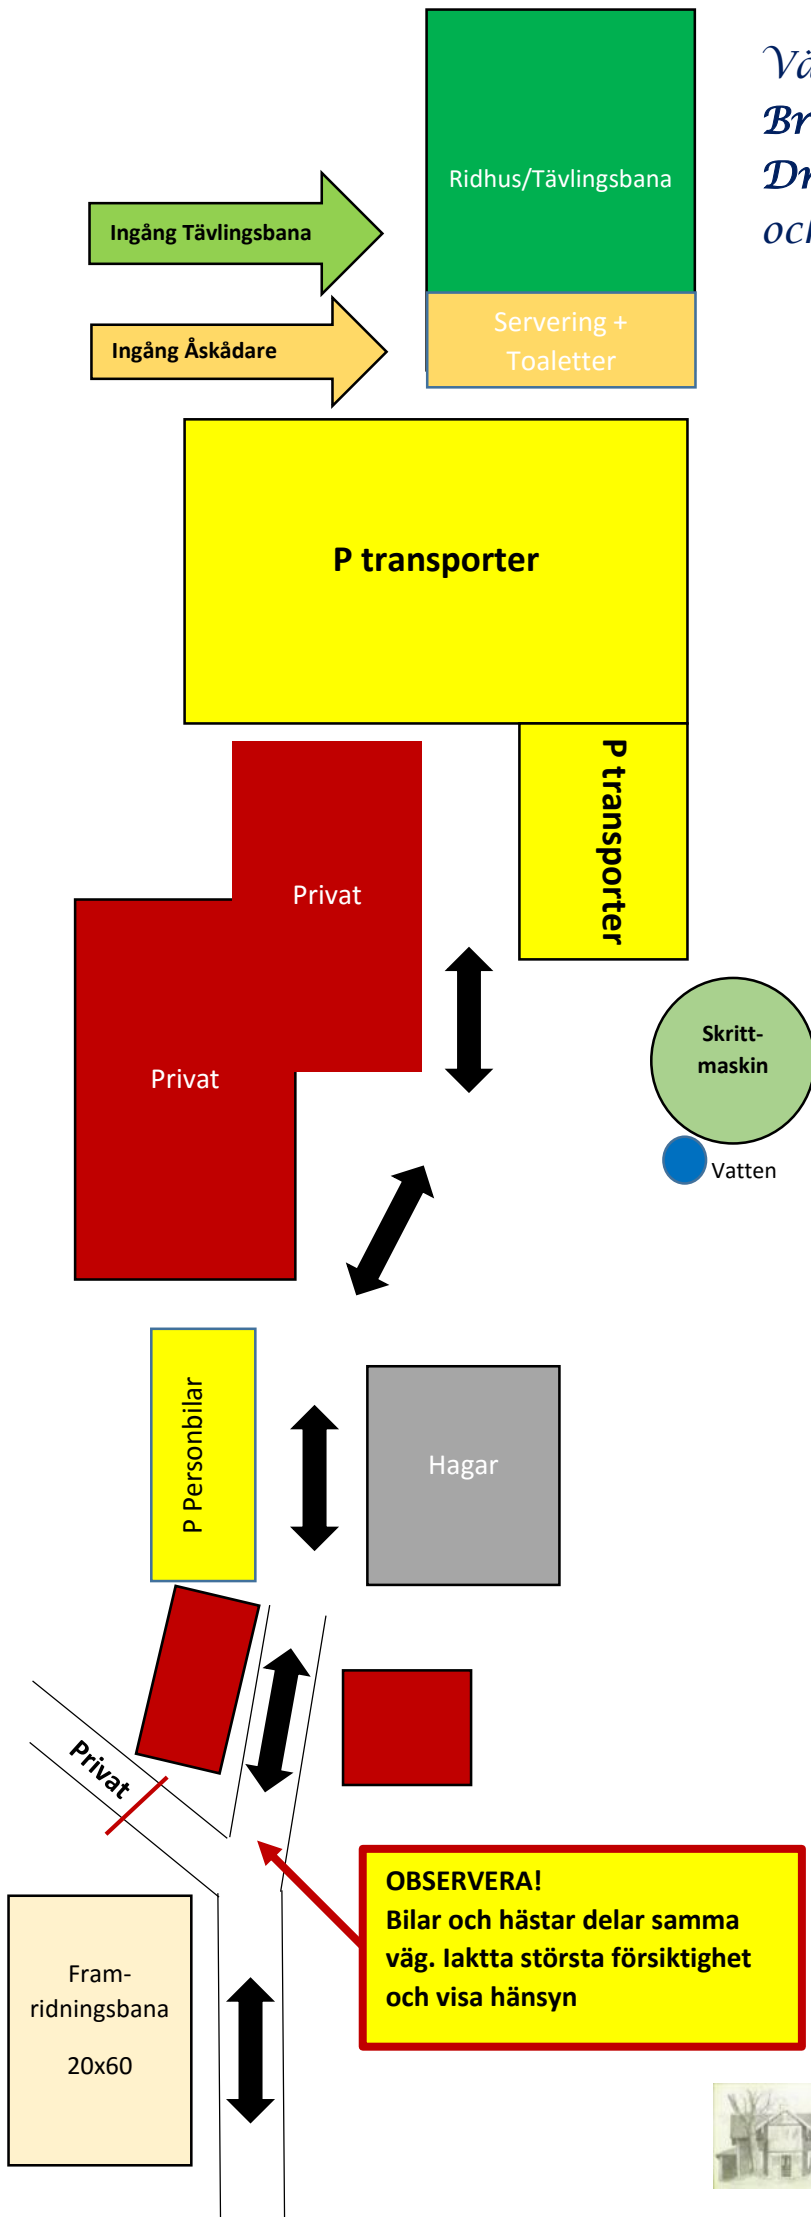 Ridhus/Tävlingsbana
Ingång Tävlingsbana
Servering +
Toaletter
Ingång Åskådare
P transporter
P transporter
Privat
Privat
Skritt-
maskin
Vatten
P Personbilar
Hagar
Privat
OBSERVERA!
Bilar och hästar delar samma
väg. Iaktta största försiktighet
och visa hänsyn
Fram-
ridningsbana
20x60